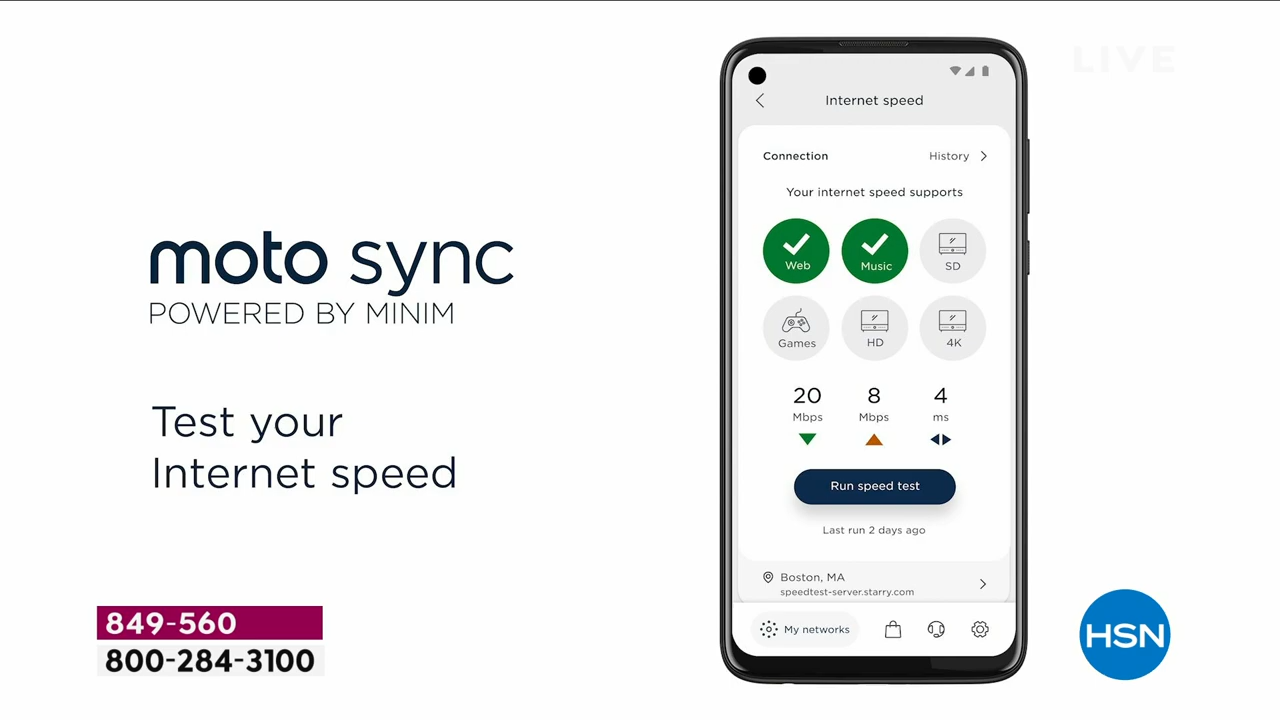 LIVE
moto sync
POWERED BY MINIM
Test your
Internet speed
849-560
800-284-3100
Internet speed
Connection
History
Your internet speed supports
Web Music SD
Games HD 4K
20 8 4
Mbps Mbps ms
Run speed test
Last run 2 days ago
Boston, MA
speedtest-server.starry.com
My networks
HSN